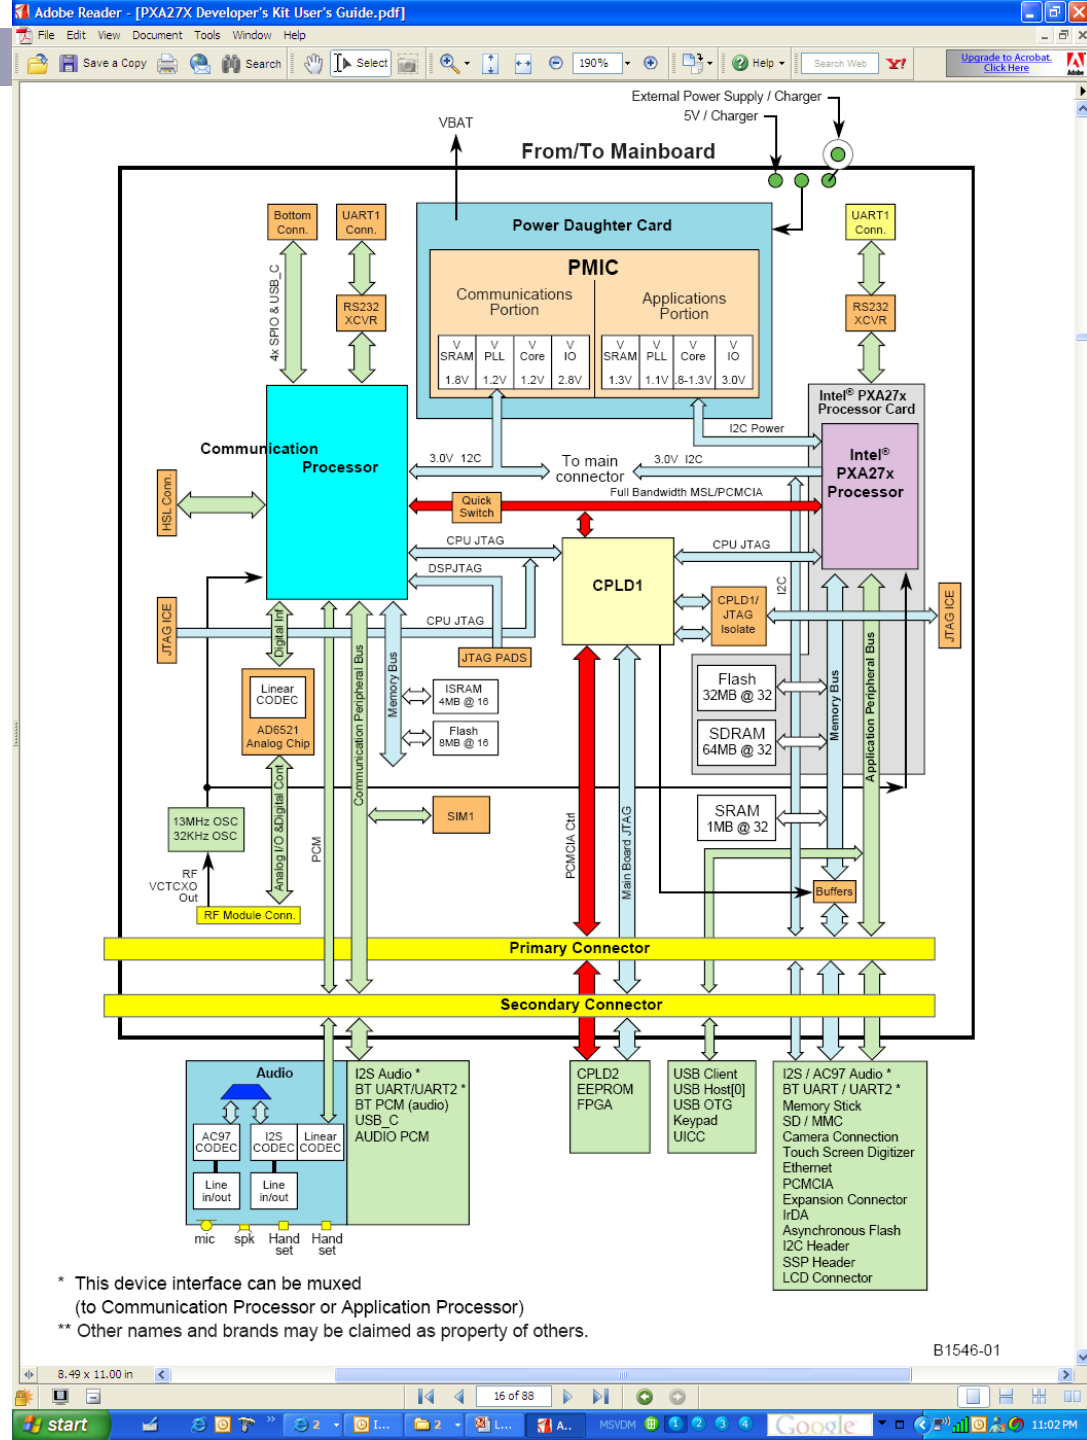 Adobe Reader - [PXA27X Developer's Kit User's Guide.pdf]
File Edit View Document Tools Window Help
Save a Copy Search Select 190% Help Search Web Y! Upgrade to Acrobat. Click Here Adobe
External Power Supply / Charger
5V / Charger
VBAT
From/To Mainboard
Bottom Conn.
UART1 Conn.
Power Daughter Card
UART1 Conn.
PMIC
Communications Portion
Applications Portion
4x SPIO & USB_C
RS232 XCVR
RS232 XCVR
V SRAM 1.8V
V PLL 1.2V
V Core 1.2V
V IO 2.8V
V SRAM 1.3V
V PLL 1.1V
V Core .8-1.3V
V IO 3.0V
Intel® PXA27x Processor Card
I2C Power
Communication Processor
3.0V 12C
To main connector
3.0V I2C
Intel® PXA27x Processor
HSL Conn.
Quick Switch
Full Bandwidth MSL/PCMCIA
CPU JTAG
CPU JTAG
DSPJTAG
CPLD1
I2C
CPLD1/ JTAG Isolate
JTAG ICE
JTAG ICE
Digital Inf
CPU JTAG
JTAG PADS
Linear CODEC
AD6521 Analog Chip
Communication Peripheral Bus
Memory Bus
ISRAM 4MB @ 16
Flash 8MB @ 16
Flash 32MB @ 32
SDRAM 64MB @ 32
Memory Bus
Application Peripheral Bus
SRAM 1MB @ 32
13MHz OSC
32KHz OSC
Analog I/O &Digital Cont
PCM
SIM1
PCMCIA Ctrl
Main Board JTAG
RF VCTCXO Out
RF Module Conn.
Buffers
Primary Connector
Secondary Connector
Audio
AC97 CODEC
I2S CODEC
Linear CODEC
Line in/out
Line in/out
mic
spk
Hand set
Hand set
I2S Audio *
BT UART/UART2 *
BT PCM (audio)
USB_C
AUDIO PCM
CPLD2
EEPROM
FPGA
USB Client
USB Host[0]
USB OTG
Keypad
UICC
I2S / AC97 Audio *
BT UART / UART2 *
Memory Stick
SD / MMC
Camera Connection
Touch Screen Digitizer
Ethernet
PCMCIA
Expansion Connector
IrDA
Asynchronous Flash
I2C Header
SSP Header
LCD Connector
* This device interface can be muxed
(to Communication Processor or Application Processor)
** Other names and brands may be claimed as property of others.
B1546-01
8.49 x 11.00 in
16 of 88
start 2 I... 2 L... A.. MSVDM 1 2 3 4 Google 11:02 PM